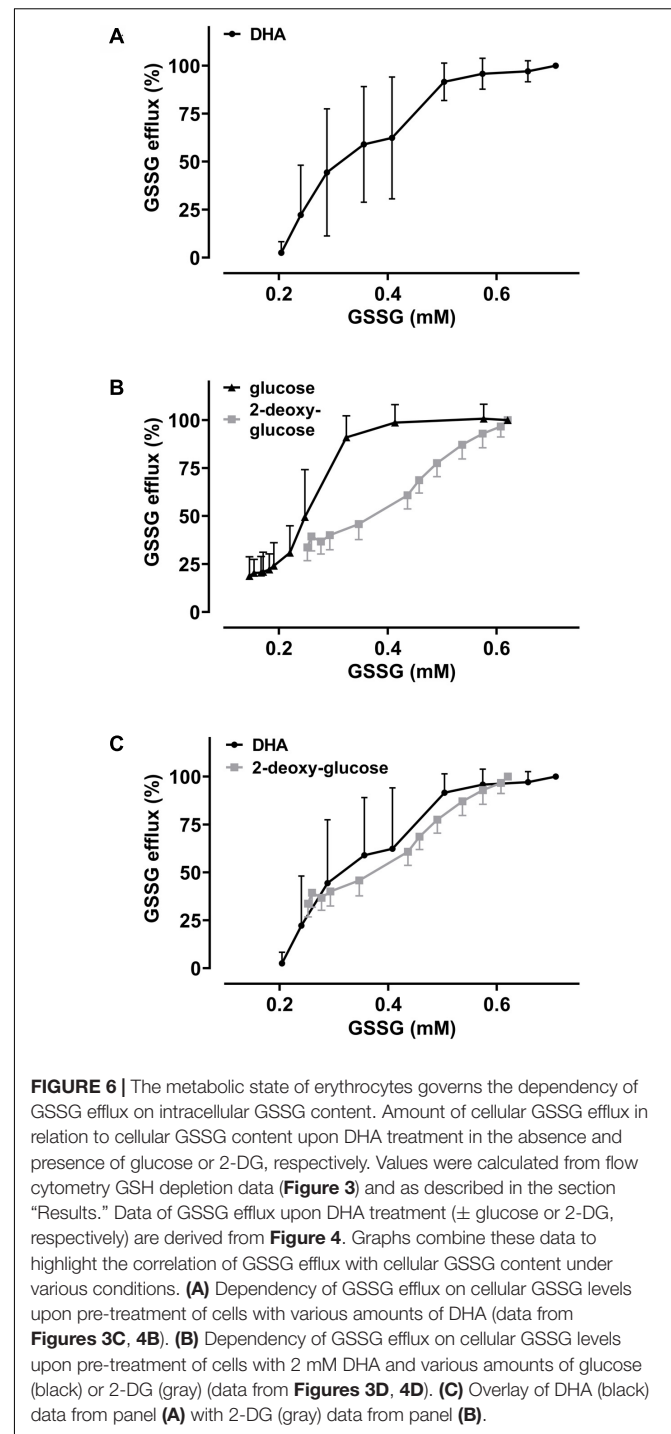 A
DHA
100
75
50
25
0
GSSG efflux (%)
0.2 0.4 0.6
GSSG (mM)
B
glucose
2-deoxy-
glucose
100
75
50
25
0
GSSG efflux (%)
0.2 0.4 0.6
GSSG (mM)
C
DHA
2-deoxy-glucose
100
75
50
25
0
GSSG efflux (%)
0.2 0.4 0.6
GSSG (mM)
FIGURE 6 | The metabolic state of erythrocytes governs the dependency of
GSSG efflux on intracellular GSSG content. Amount of cellular GSSG efflux in
relation to cellular GSSG content upon DHA treatment in the absence and
presence of glucose or 2-DG, respectively. Values were calculated from flow
cytometry GSH depletion data (Figure 3) and as described in the section
“Results.” Data of GSSG efflux upon DHA treatment (± glucose or 2-DG,
respectively) are derived from Figure 4. Graphs combine these data to
highlight the correlation of GSSG efflux with cellular GSSG content under
various conditions. (A) Dependency of GSSG efflux on cellular GSSG levels
upon pre-treatment of cells with various amounts of DHA (data from
Figures 3C, 4B). (B) Dependency of GSSG efflux on cellular GSSG levels
upon pre-treatment of cells with 2 mM DHA and various amounts of glucose
(black) or 2-DG (gray) (data from Figures 3D, 4D). (C) Overlay of DHA (black)
data from panel (A) with 2-DG (gray) data from panel (B).